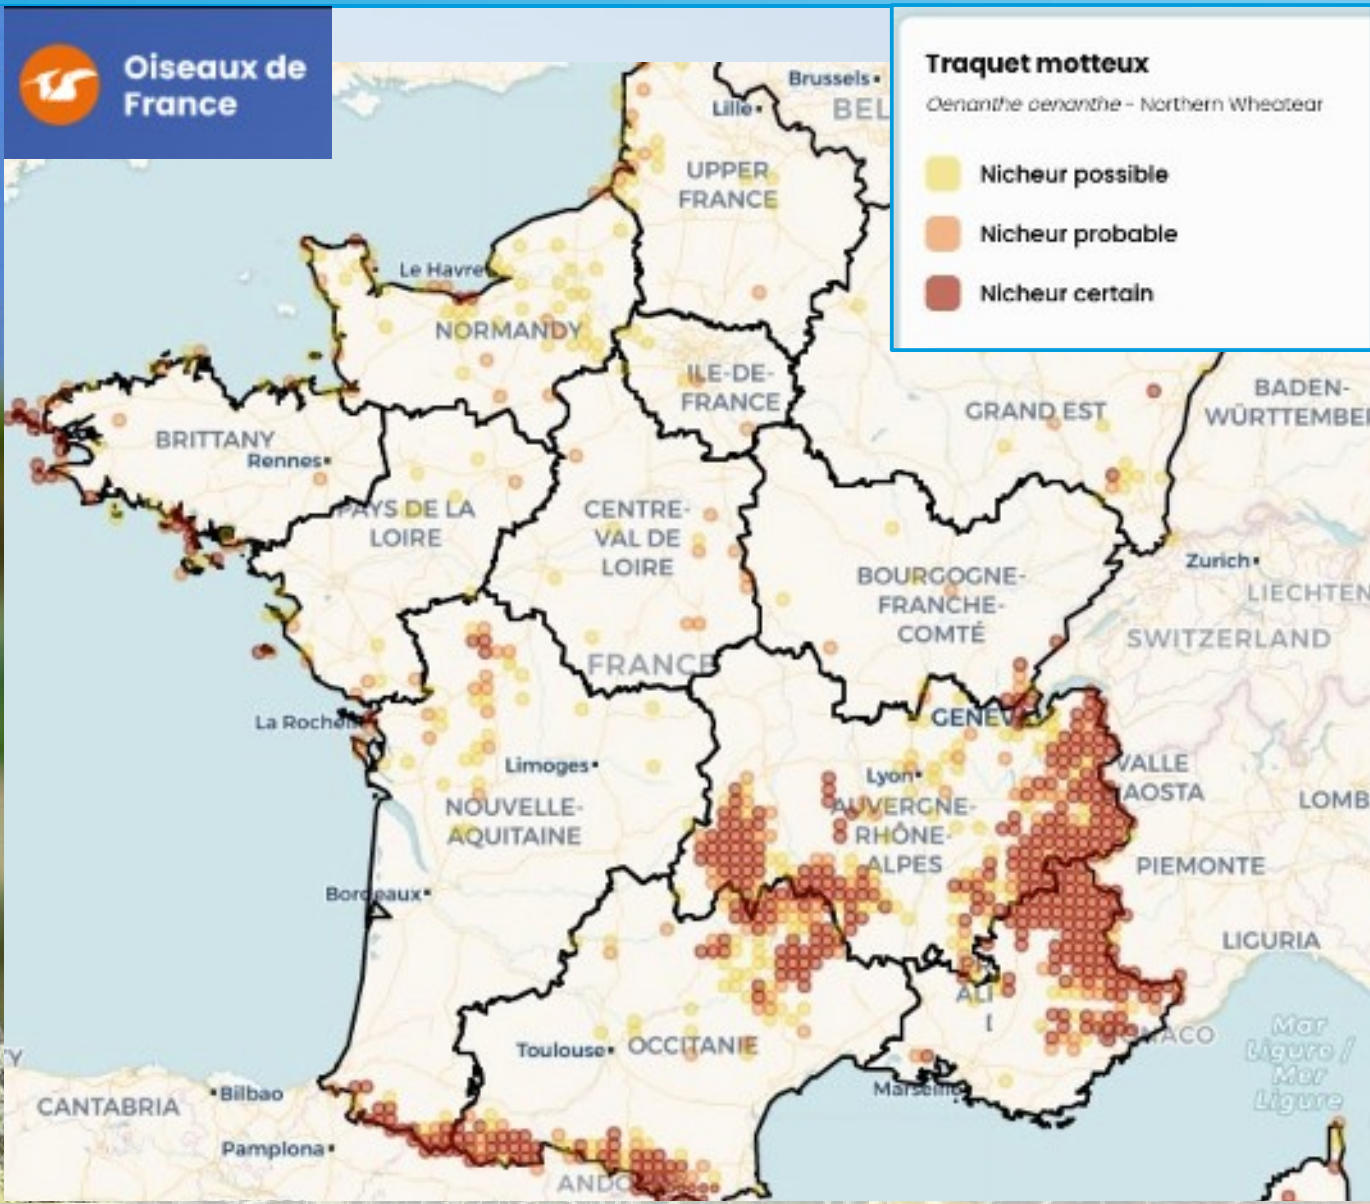 Oiseaux de
France
Traquet motteux
Oenanthe oenanthe - Northern Wheatear
Nicheur possible
Nicheur probable
Nicheur certain
Brussels
Lille
BEL
UPPER
FRANCE
Le Havre
NORMANDY
ILE-DE-
FRANCE
GRAND EST
BADEN-
WÜRTTEMBE
BRITTANY
Rennes
PAYS DE LA
LOIRE
CENTRE-
VAL DE
LOIRE
BOURGOGNE-
FRANCHE-
COMTÉ
Zurich
LIECHTEN
SWITZERLAND
FRANCE
La Rochel
GENEV
Limoges
Lyon
VALLE
AOSTA
LOMB
NOUVELLE-
AQUITAINE
AUVERGNE-
RHÔNE-
ALPES
PIEMONTE
Bordeaux
LIGURIA
Toulouse
OCCITANIE
MACO
Mar
Ligure /
Mer
Ligure
Marseille
CANTABRIA
Bilbao
Pamplona
ANDO